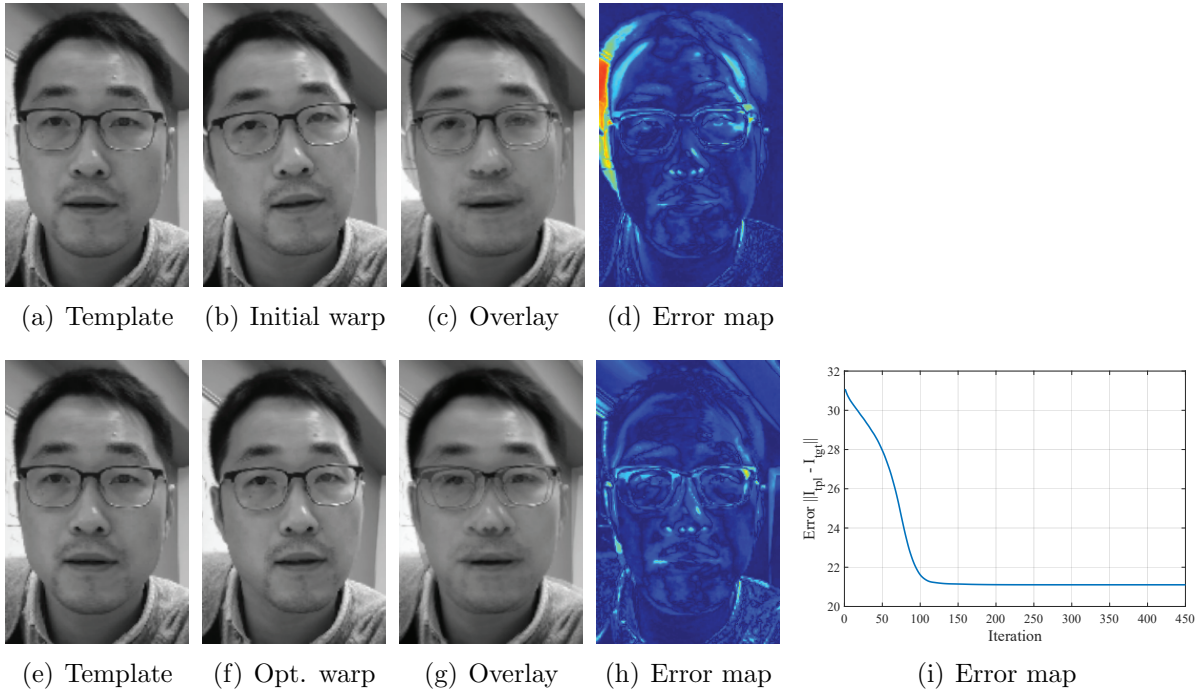 (a) Template
(b) Initial warp
(c) Overlay
(d) Error map
(e) Template
(f) Opt. warp
(g) Overlay
(h) Error map
32
30
28
26
24
22
20
Error ||I_tpl - I_tgt||
0 50 100 150 200 250 300 350 400 450
Iteration
(i) Error map